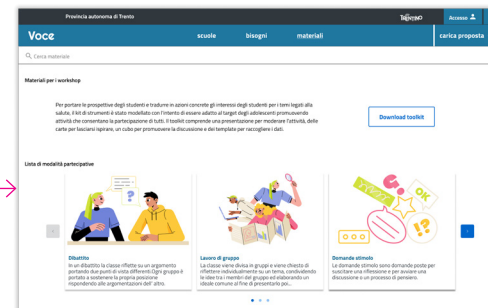 Provincia autonoma di Trento
TRENTINO
Accesso
Voce
scuole
bisogni
materiali
carica proposta
Cerca materiale
Materiali per i workshop
Per portare le prospettive degli studenti e tradurre in azioni
concrete gli interessi degli studenti per i temi legati alla
salute, il kit di strumenti è stato modellato con l'intento di
essere adatto al target degli adolescenti promuovendo
attività che consentano la partecipazione di tutti. Il toolkit
comprende una presentazione per moderare l'attività, delle
carte per lasciarsi ispirare, un cubo per promuovere la
discussione e dei template per raccogliere i dati.
Download toolkit
Lista di modalità partecipative
OK
Dibattito
In un dibattito la classe riflette su un argomento
portando due punti di vista differenti.Ogni gruppo è
portato a sostenere la propria posizione
rispondendo alle argomentazioni dell' altro.
Lavoro di gruppo
La classe viene divisa in gruppi e viene chiesto di
riflettere individualmente su un tema, condividendo
le idee tra i membri del gruppo ed elaborando un
ideale comune al fine di presentarlo poi...
Domande stimolo
Le domande stimolo sono domande poste per
suscitare una riflessione e per avviare una
discussione o un processo di pensiero.